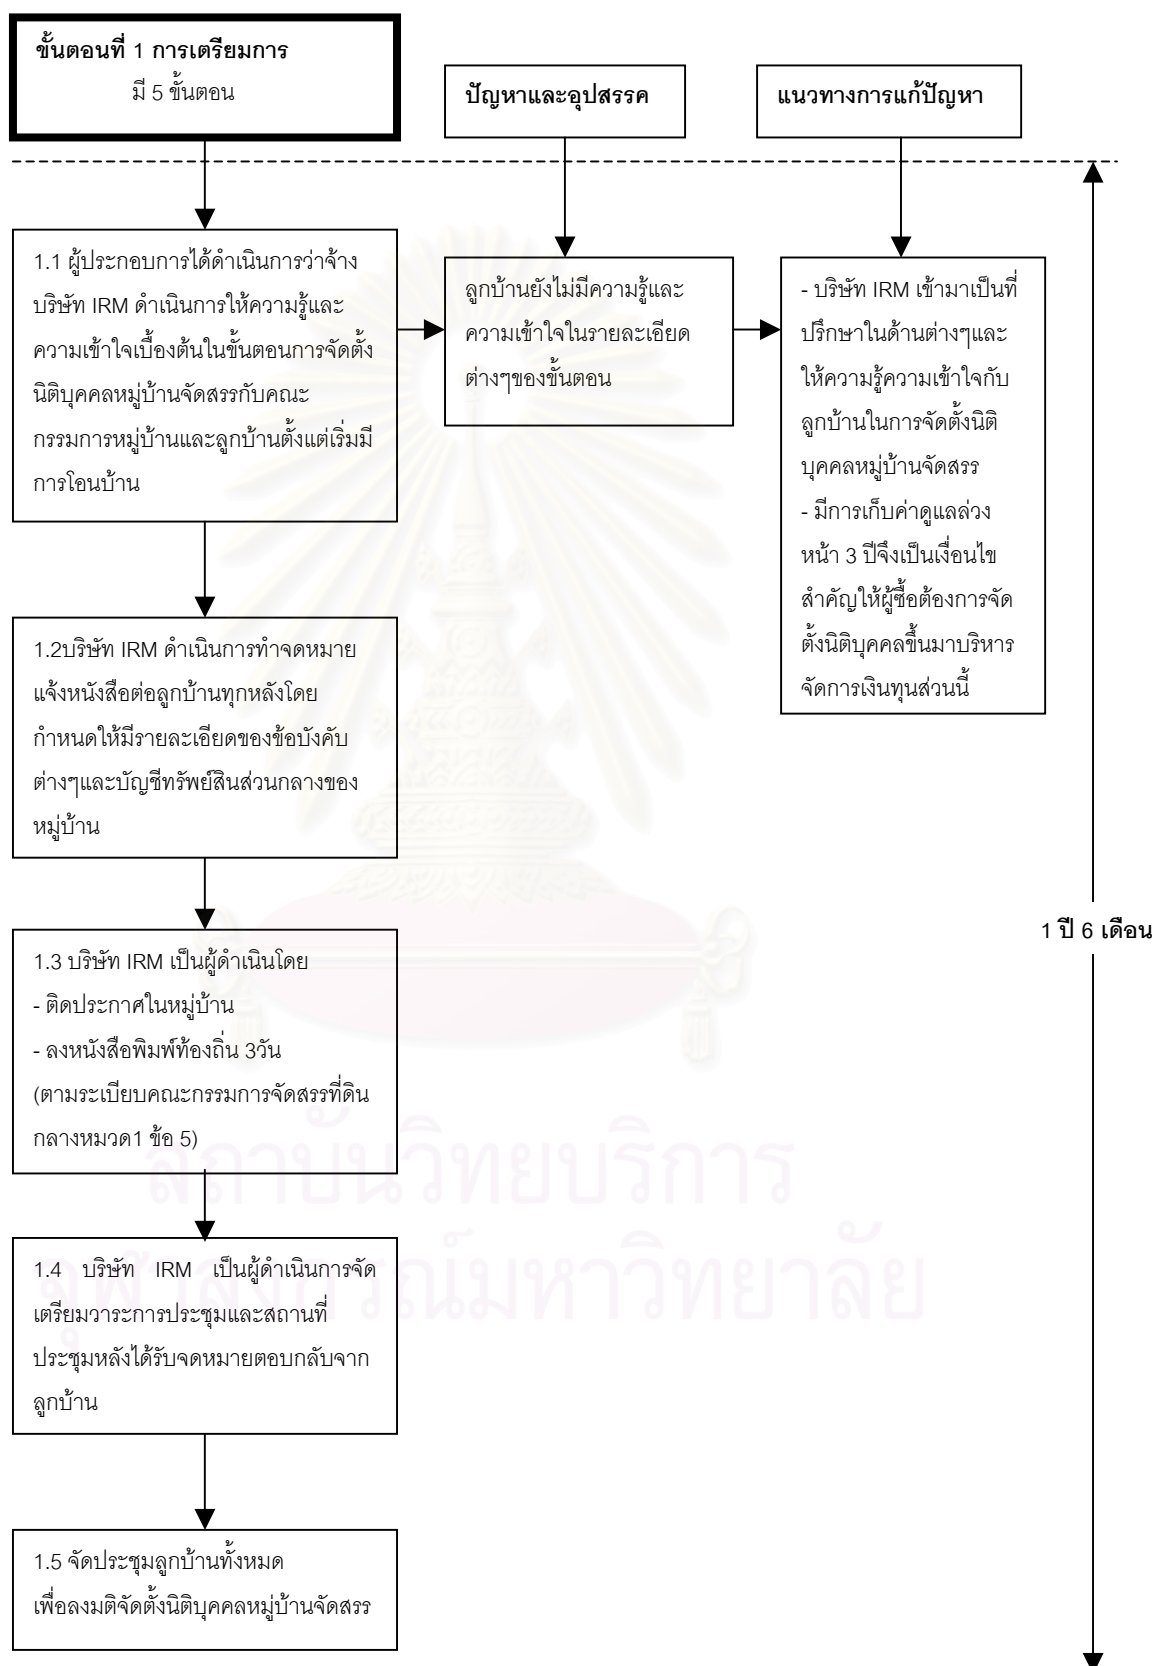 ขั้นตอนที่ 1 การเตรียมการ
มี 5 ขั้นตอน
ปัญหาและอุปสรรค
แนวทางการแก้ปัญหา
1.1 ผู้ประกอบการได้ดำเนินการว่าจ้าง
บริษัท IRM ดำเนินการให้ความรู้และ
ความเข้าใจเบื้องต้นในขั้นตอนการจัดตั้ง
นิติบุคคลหมู่บ้านจัดสรรกับคณะ
กรรมการหมู่บ้านและลูกบ้านตั้งแต่เริ่มมี
การโอนบ้าน
ลูกบ้านยังไม่มีความรู้และ
ความเข้าใจในรายละเอียด
ต่างๆของขั้นตอน
- บริษัท IRM เข้ามาเป็นที่
ปรึกษาในด้านต่างๆและ
ให้ความรู้ความเข้าใจกับ
ลูกบ้านในการจัดตั้งนิติ
บุคคลหมู่บ้านจัดสรร
- มีการเก็บค่าดูแลล่วง
หน้า 3 ปีจึงเป็นเงื่อนไข
สำคัญให้ผู้ซื้อต้องการจัด
ตั้งนิติบุคคลขึ้นมาบริหาร
จัดการเงินทุนส่วนนี้
1.2บริษัท IRM ดำเนินการทำจดหมาย
แจ้งหนังสือต่อลูกบ้านทุกหลังโดย
กำหนดให้มีรายละเอียดของข้อบังคับ
ต่างๆและบัญชีทรัพย์สินส่วนกลางของ
หมู่บ้าน
1 ปี 6 เดือน
1.3 บริษัท IRM เป็นผู้ดำเนินโดย
- ติดประกาศในหมู่บ้าน
- ลงหนังสือพิมพ์ท้องถิ่น 3วัน
(ตามระเบียบคณะกรรมการจัดสรรที่ดิน
กลางหมวด1 ข้อ 5)
สถาบันวิทยบริการ
จุฬาลงกรณ์มหาวิทยาลัย
1.4 บริษัท IRM เป็นผู้ดำเนินการจัด
เตรียมวาระการประชุมและสถานที่
ประชุมหลังได้รับจดหมายตอบกลับจาก
ลูกบ้าน
1.5 จัดประชุมลูกบ้านทั้งหมด
เพื่อลงมติจัดตั้งนิติบุคคลหมู่บ้านจัดสรร